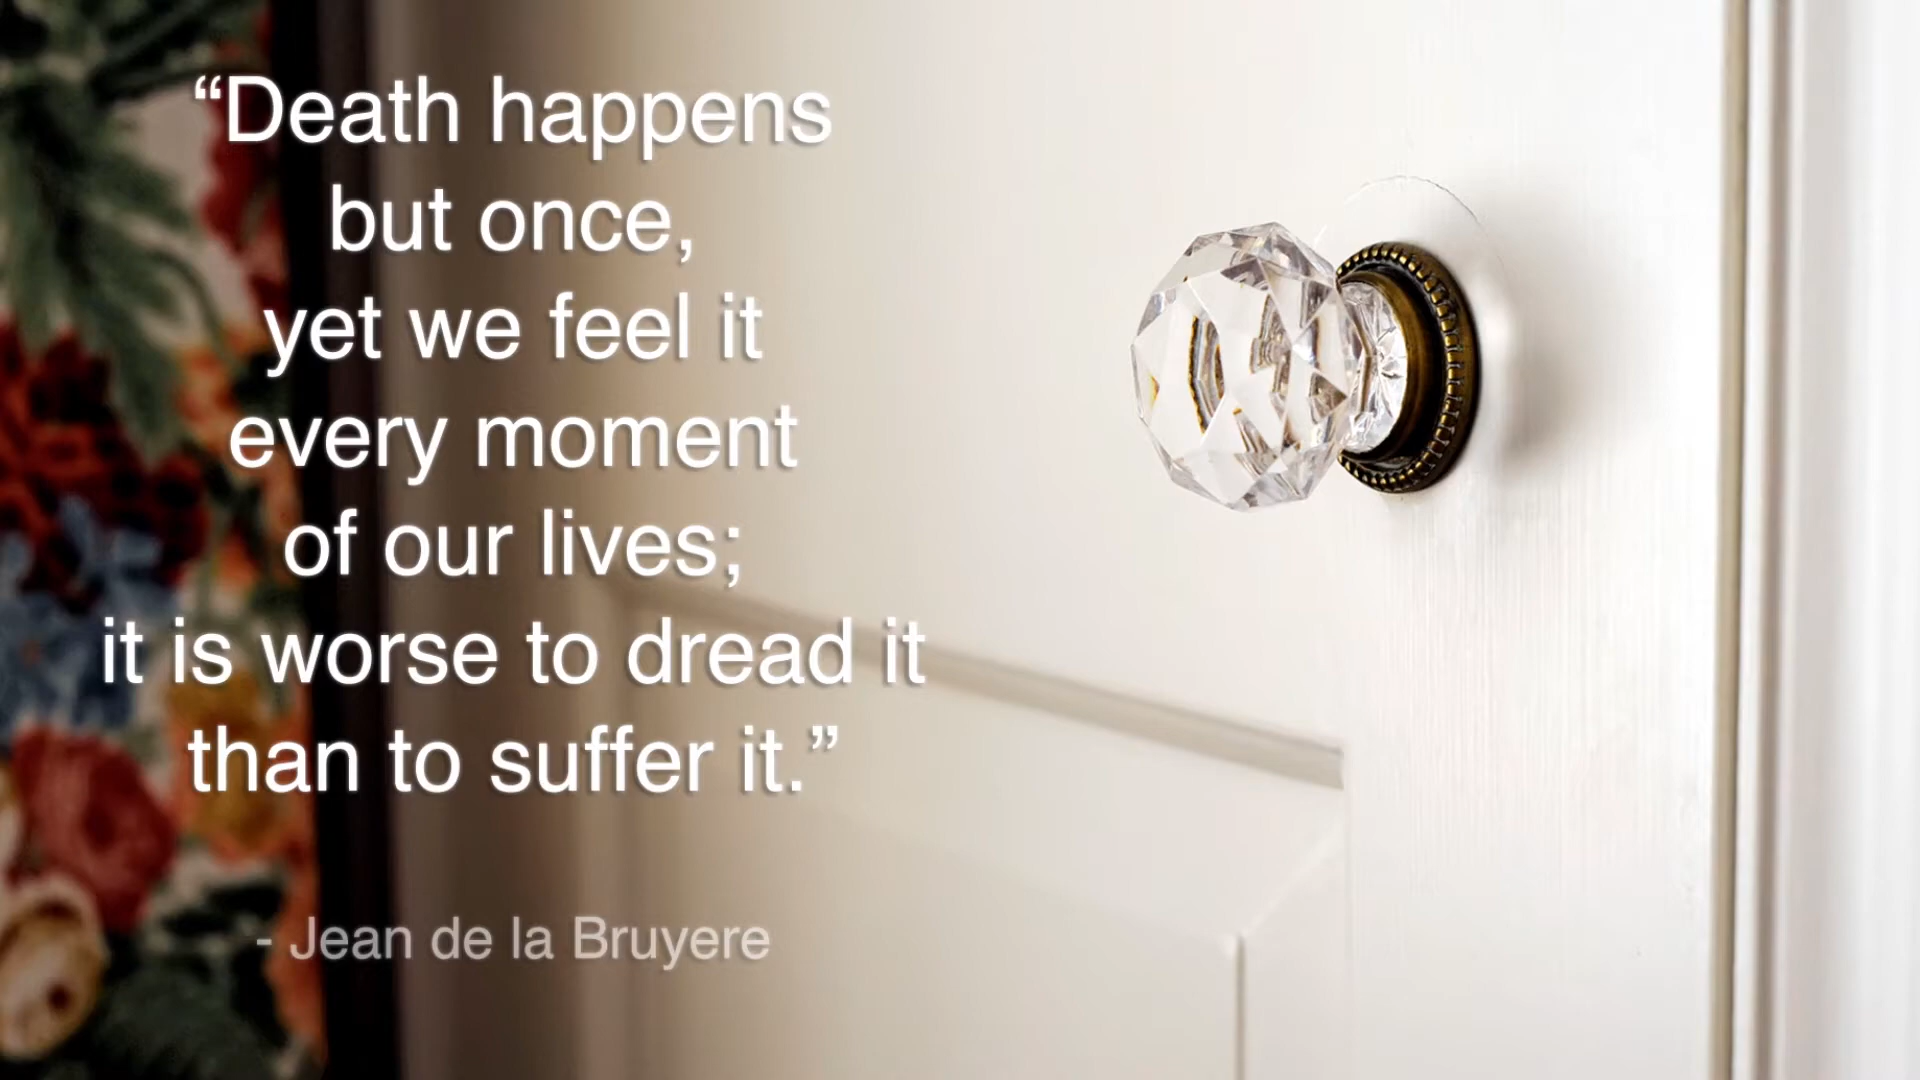 “Death happens
but once,
yet we feel it
every moment
of our lives;
it is worse to dread it
than to suffer it.”
- Jean de la Bruyere